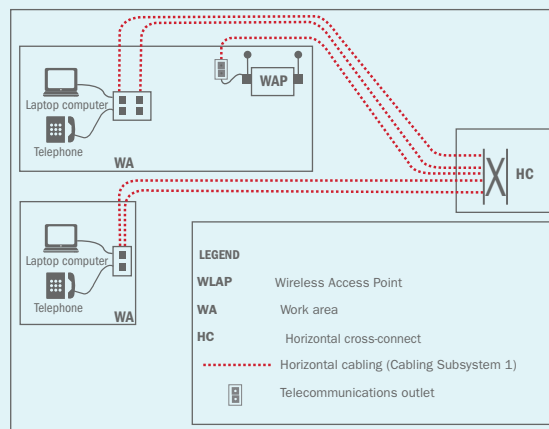 WAP
Laptop computer
Telephone
WA
HC
Laptop computer
Telephone
WA
LEGEND
WLAP Wireless Access Point
WA Work area
HC Horizontal cross-connect
Horizontal cabling (Cabling Subsystem 1)
Telecommunications outlet